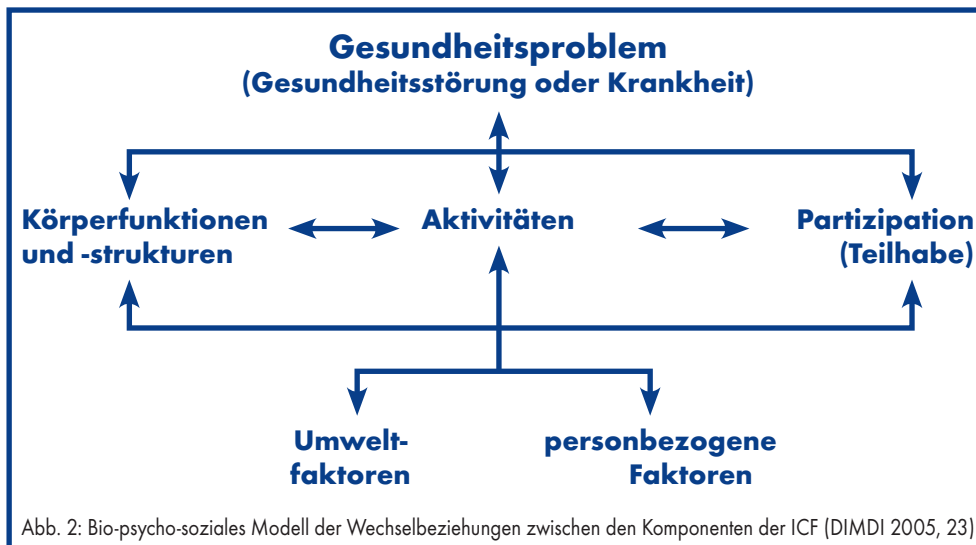 Gesundheitsproblem
(Gesundheitsstörung oder Krankheit)
Körperfunktionen
und -strukturen
Aktivitäten
Partizipation
(Teilhabe)
Umwelt-
faktoren
personbezogene
Faktoren
Abb. 2: Bio-psycho-soziales Modell der Wechselbeziehungen zwischen den Komponenten der ICF (DIMDI 2005, 23)